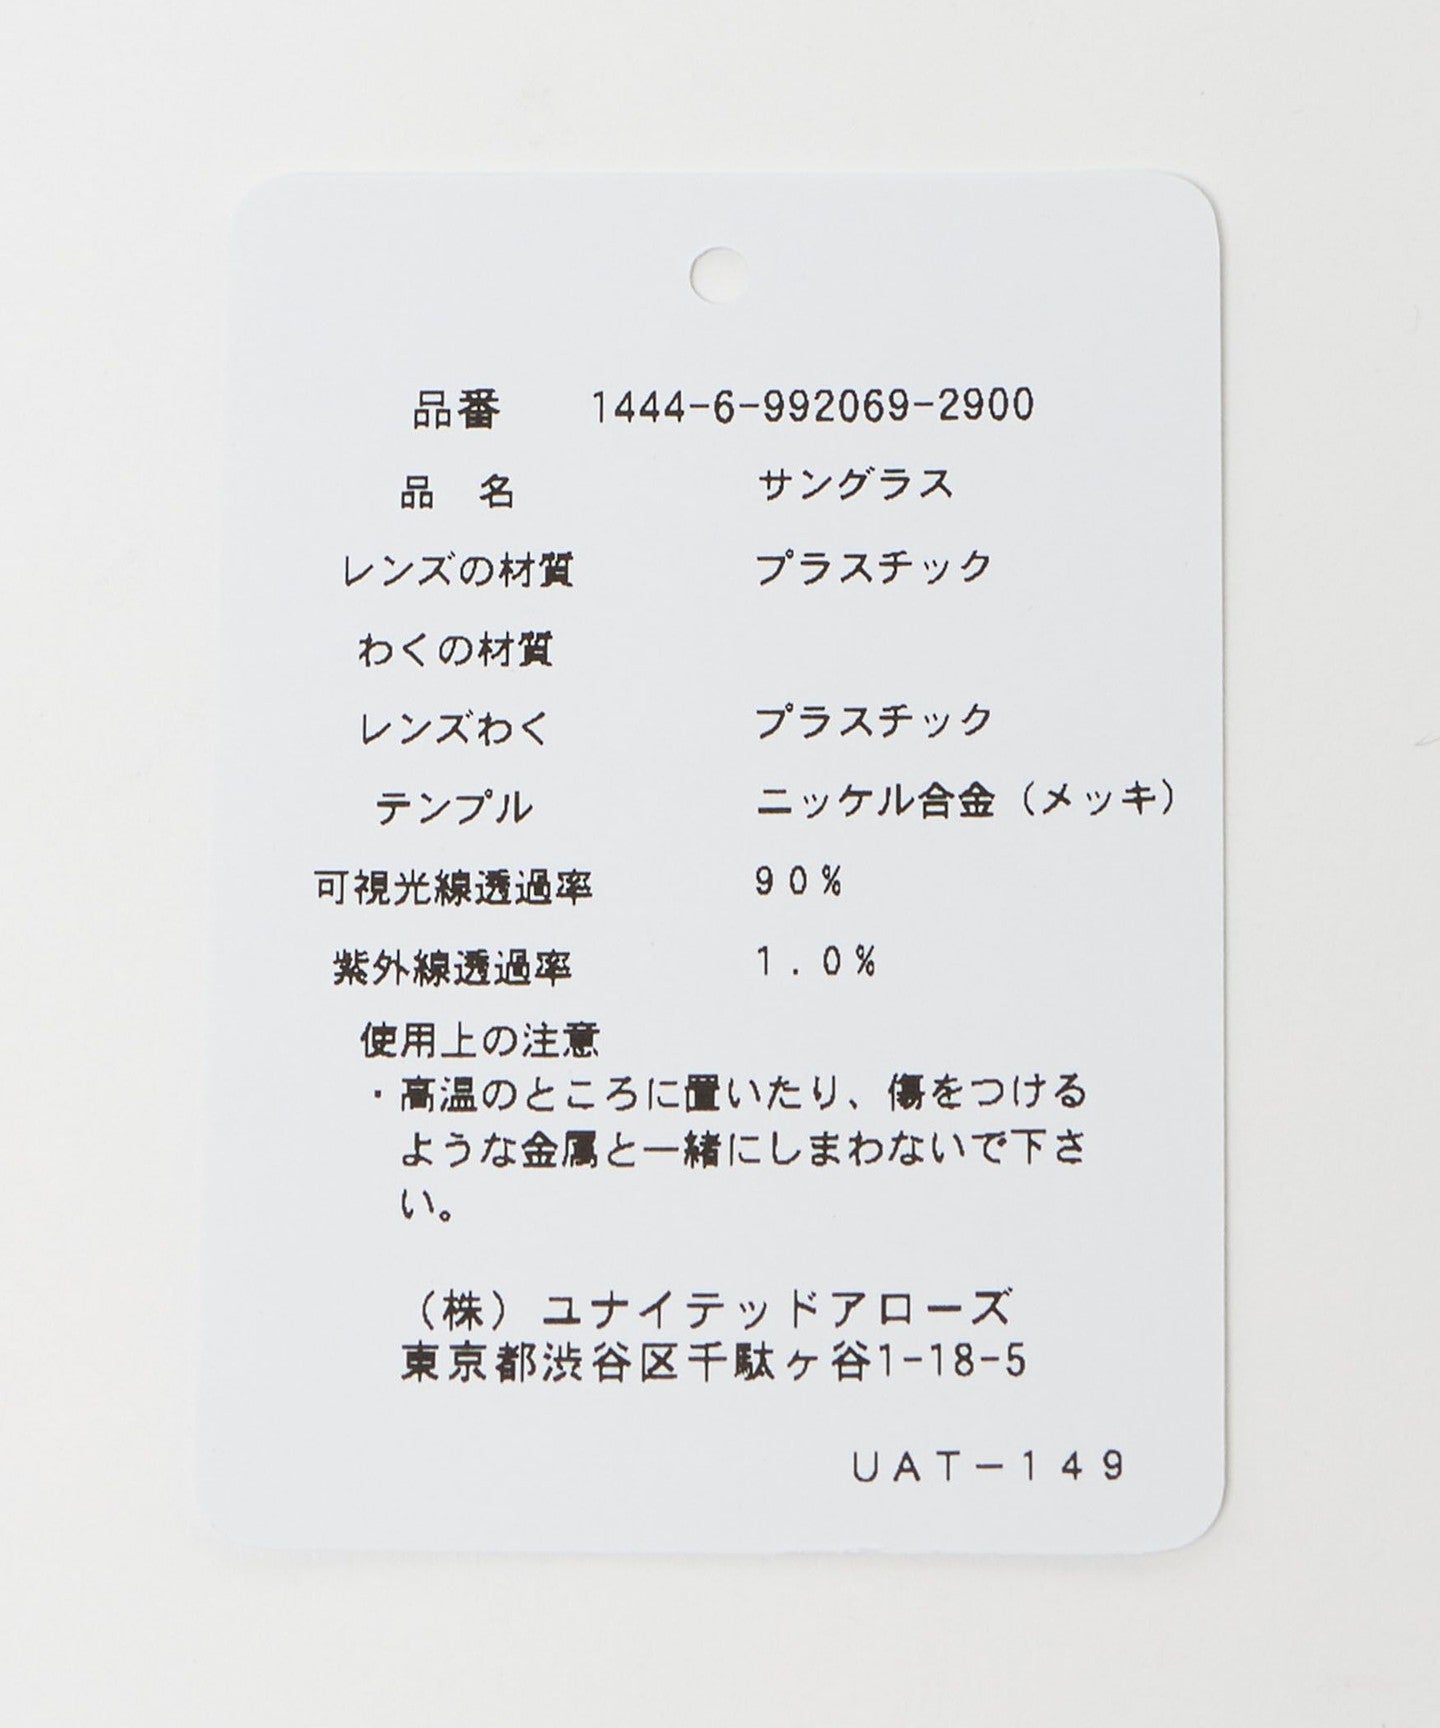 品番 1444-6-992069-2900
品 名 サングラス
レンズの材質 プラスチック
わくの材質
レンズわく プラスチック
テンプル ニッケル合金（メッキ）
可視光線透過率 90%
紫外線透過率 1.0%
使用上の注意
・高温のところに置いたり、傷をつける
ような金属と一緒にしまわないで下さ
い。
（株）ユナイテッドアローズ
東京都渋谷区千駄ヶ谷1-18-5
UAT－149